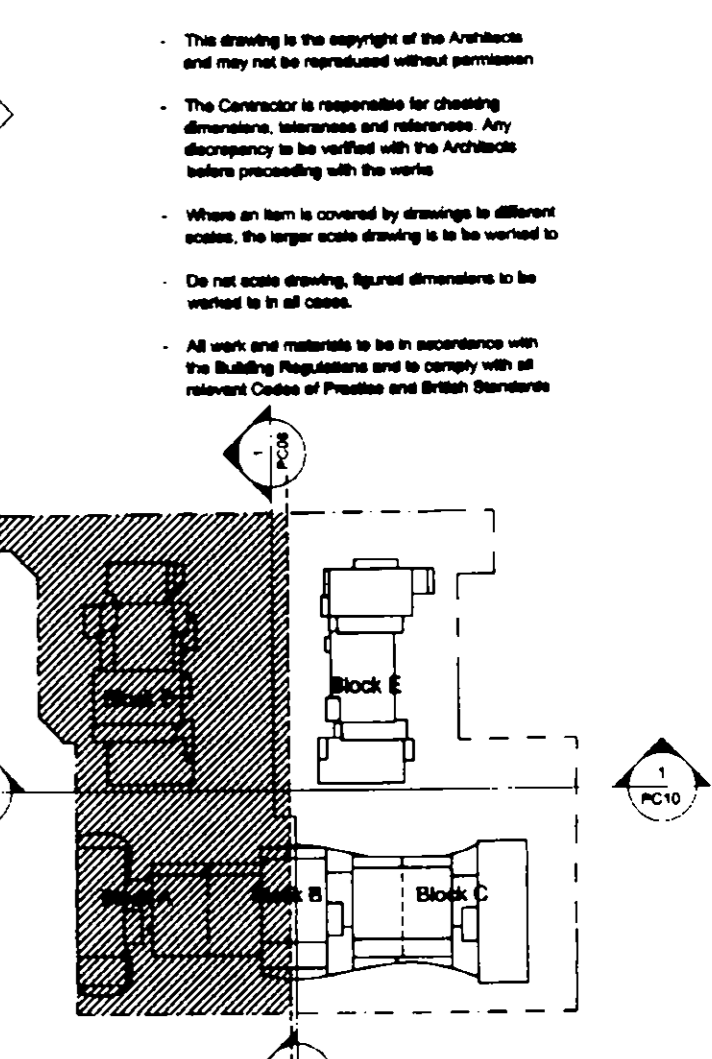 - This drawing is the copyright of the Architects
and may not be reproduced without permission
- The Contractor is responsible for checking
dimensions, tolerances and references. Any
discrepancy to be verified with the Architects
before proceeding with the works
- Where an item is covered by drawings to different
scales, the larger scale drawing is to be worked to
- Do not scale drawing, figured dimensions to be
worked to in all cases.
- All work and materials to be in accordance with
the Building Regulations and to comply with all
relevant Codes of Practise and British Standards
1
PC06
Block D
Block E
1
PC10
Block A
Block B
Block C